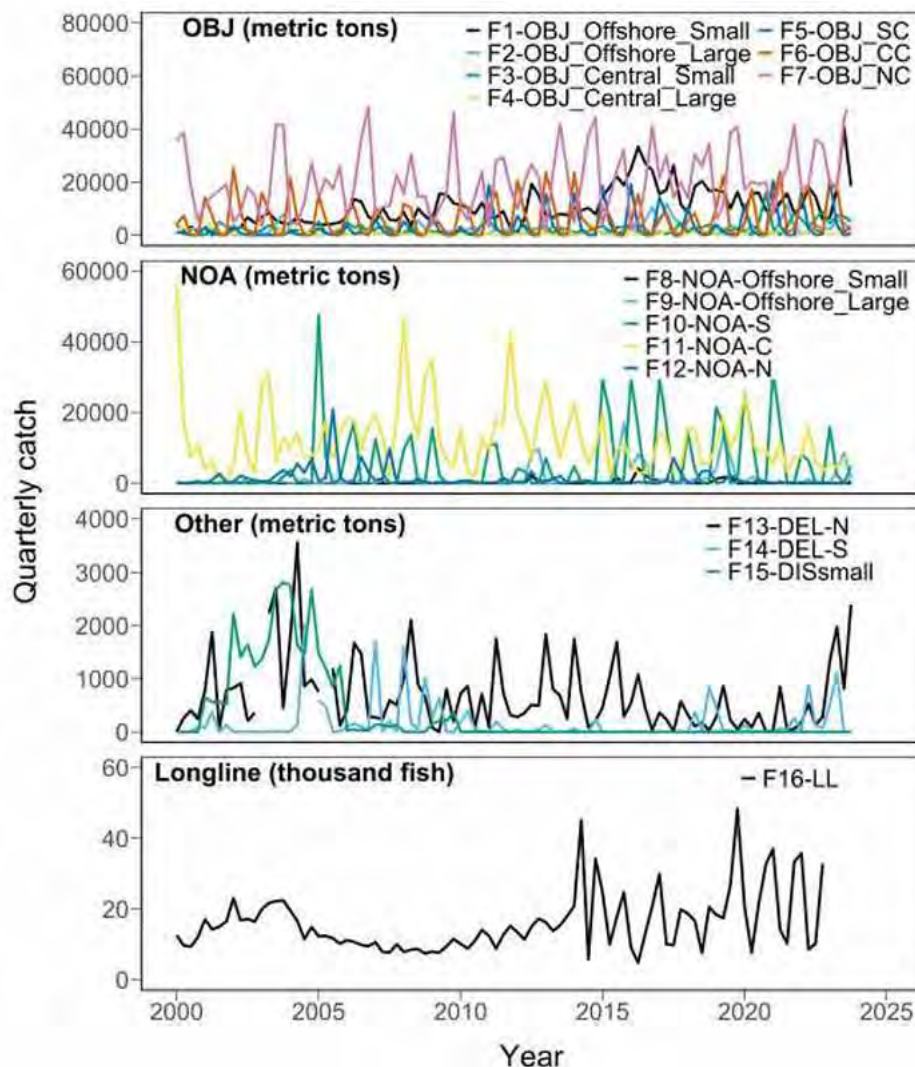 OBJ (metric tons)
F1-OBJ_Offshore_Small
F2-OBJ_Offshore_Large
F3-OBJ_Central_Small
F4-OBJ_Central_Large
F5-OBJ_SC
F6-OBJ_CC
F7-OBJ_NC
80000
60000
40000
20000
0
NOA (metric tons)
F8-NOA-Offshore_Small
F9-NOA-Offshore_Large
F10-NOA-S
F11-NOA-C
F12-NOA-N
60000
40000
20000
0
Quarterly catch
Other (metric tons)
F13-DEL-N
F14-DEL-S
F15-DISsmall
4000
3000
2000
1000
0
Longline (thousand fish)
F16-LL
60
40
20
0
2000 2005 2010 2015 2020 2025
Year